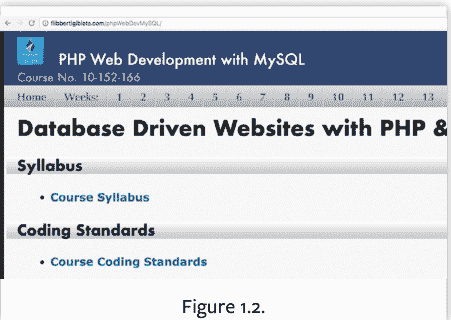 flibbertigiblets.com/phpWebDevMySQL/
PHP Web Development with MySQL
Course No. 10-152-166
Home Weeks: 1 2 3 4 5 6 7 8 9 10 11 12 13
Database Driven Websites with PHP &
Syllabus
• Course Syllabus
Coding Standards
• Course Coding Standards
Figure 1.2.